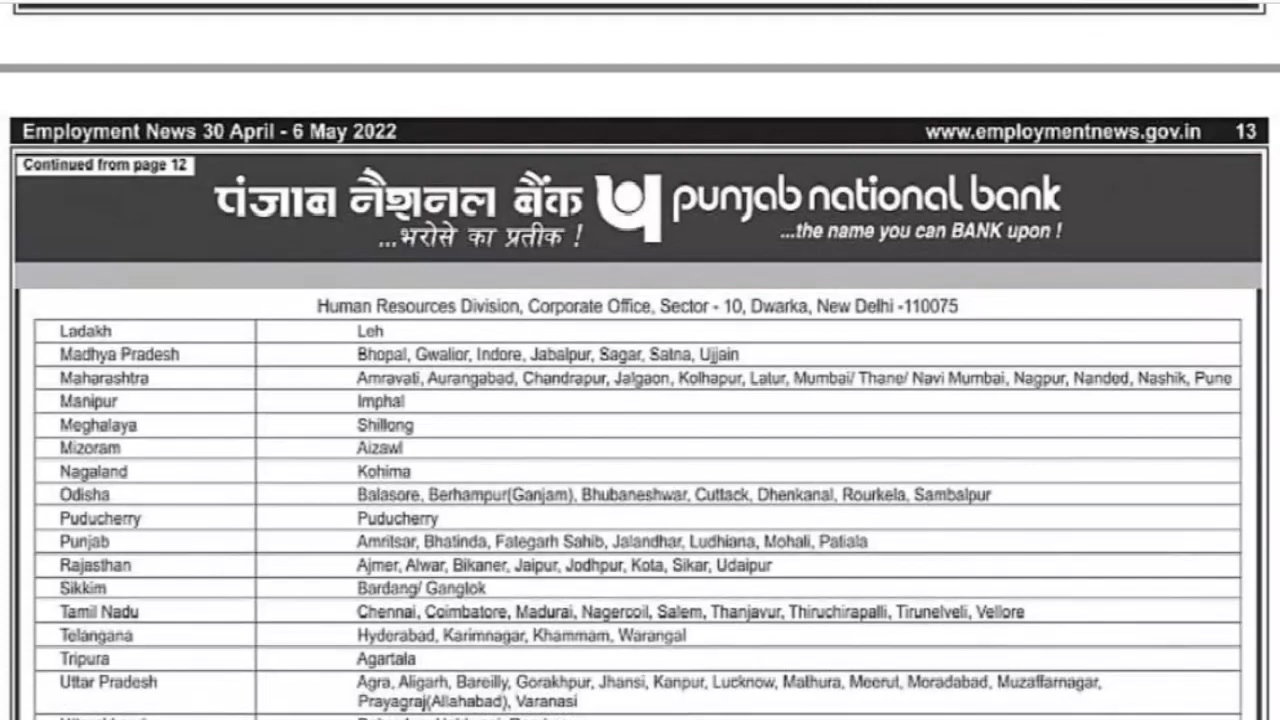 Employment News 30 April - 6 May 2022 www.employmentnews.gov.in 13
Continued from page 12
पंजाब नैशनल बैंक punjab national bank
...भरोसे का प्रतीक ! ...the name you can BANK upon !
Human Resources Division, Corporate Office, Sector - 10, Dwarka, New Delhi -110075
Ladakh Leh
Madhya Pradesh Bhopal, Gwalior, Indore, Jabalpur, Sagar, Satna, Ujjain
Maharashtra Amravati, Aurangabad, Chandrapur, Jalgaon, Kolhapur, Latur, Mumbai/ Thane/ Navi Mumbai, Nagpur, Nanded, Nashik, Pune
Manipur Imphal
Meghalaya Shillong
Mizoram Aizawl
Nagaland Kohima
Odisha Balasore, Berhampur(Ganjam), Bhubaneshwar, Cuttack, Dhenkanal, Rourkela, Sambalpur
Puducherry Puducherry
Punjab Amritsar, Bhatinda, Fategarh Sahib, Jalandhar, Ludhiana, Mohali, Patiala
Rajasthan Ajmer, Alwar, Bikaner, Jaipur, Jodhpur, Kota, Sikar, Udaipur
Sikkim Bardang/ Ganglok
Tamil Nadu Chennai, Coimbatore, Madurai, Nagercoil, Salem, Thanjavur, Thiruchirapalli, Tirunelveli, Vellore
Telangana Hyderabad, Karimnagar, Khammam, Warangal
Tripura Agartala
Uttar Pradesh Agra, Aligarh, Bareilly, Gorakhpur, Jhansi, Kanpur, Lucknow, Mathura, Meerut, Moradabad, Muzaffarnagar,
Prayagraj(Allahabad), Varanasi